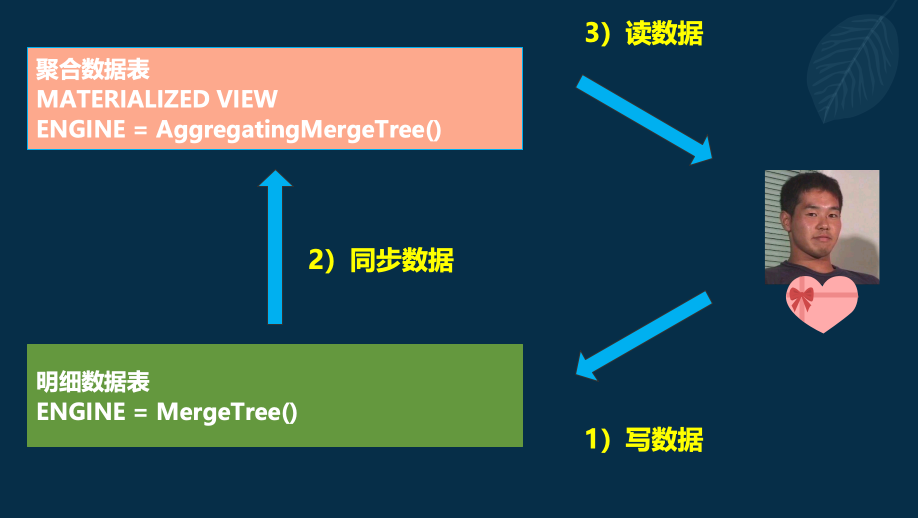 3）读数据
聚合数据表
MATERIALIZED VIEW
ENGINE = AggregatingMergeTree()
2）同步数据
明细数据表
ENGINE = MergeTree()
1）写数据